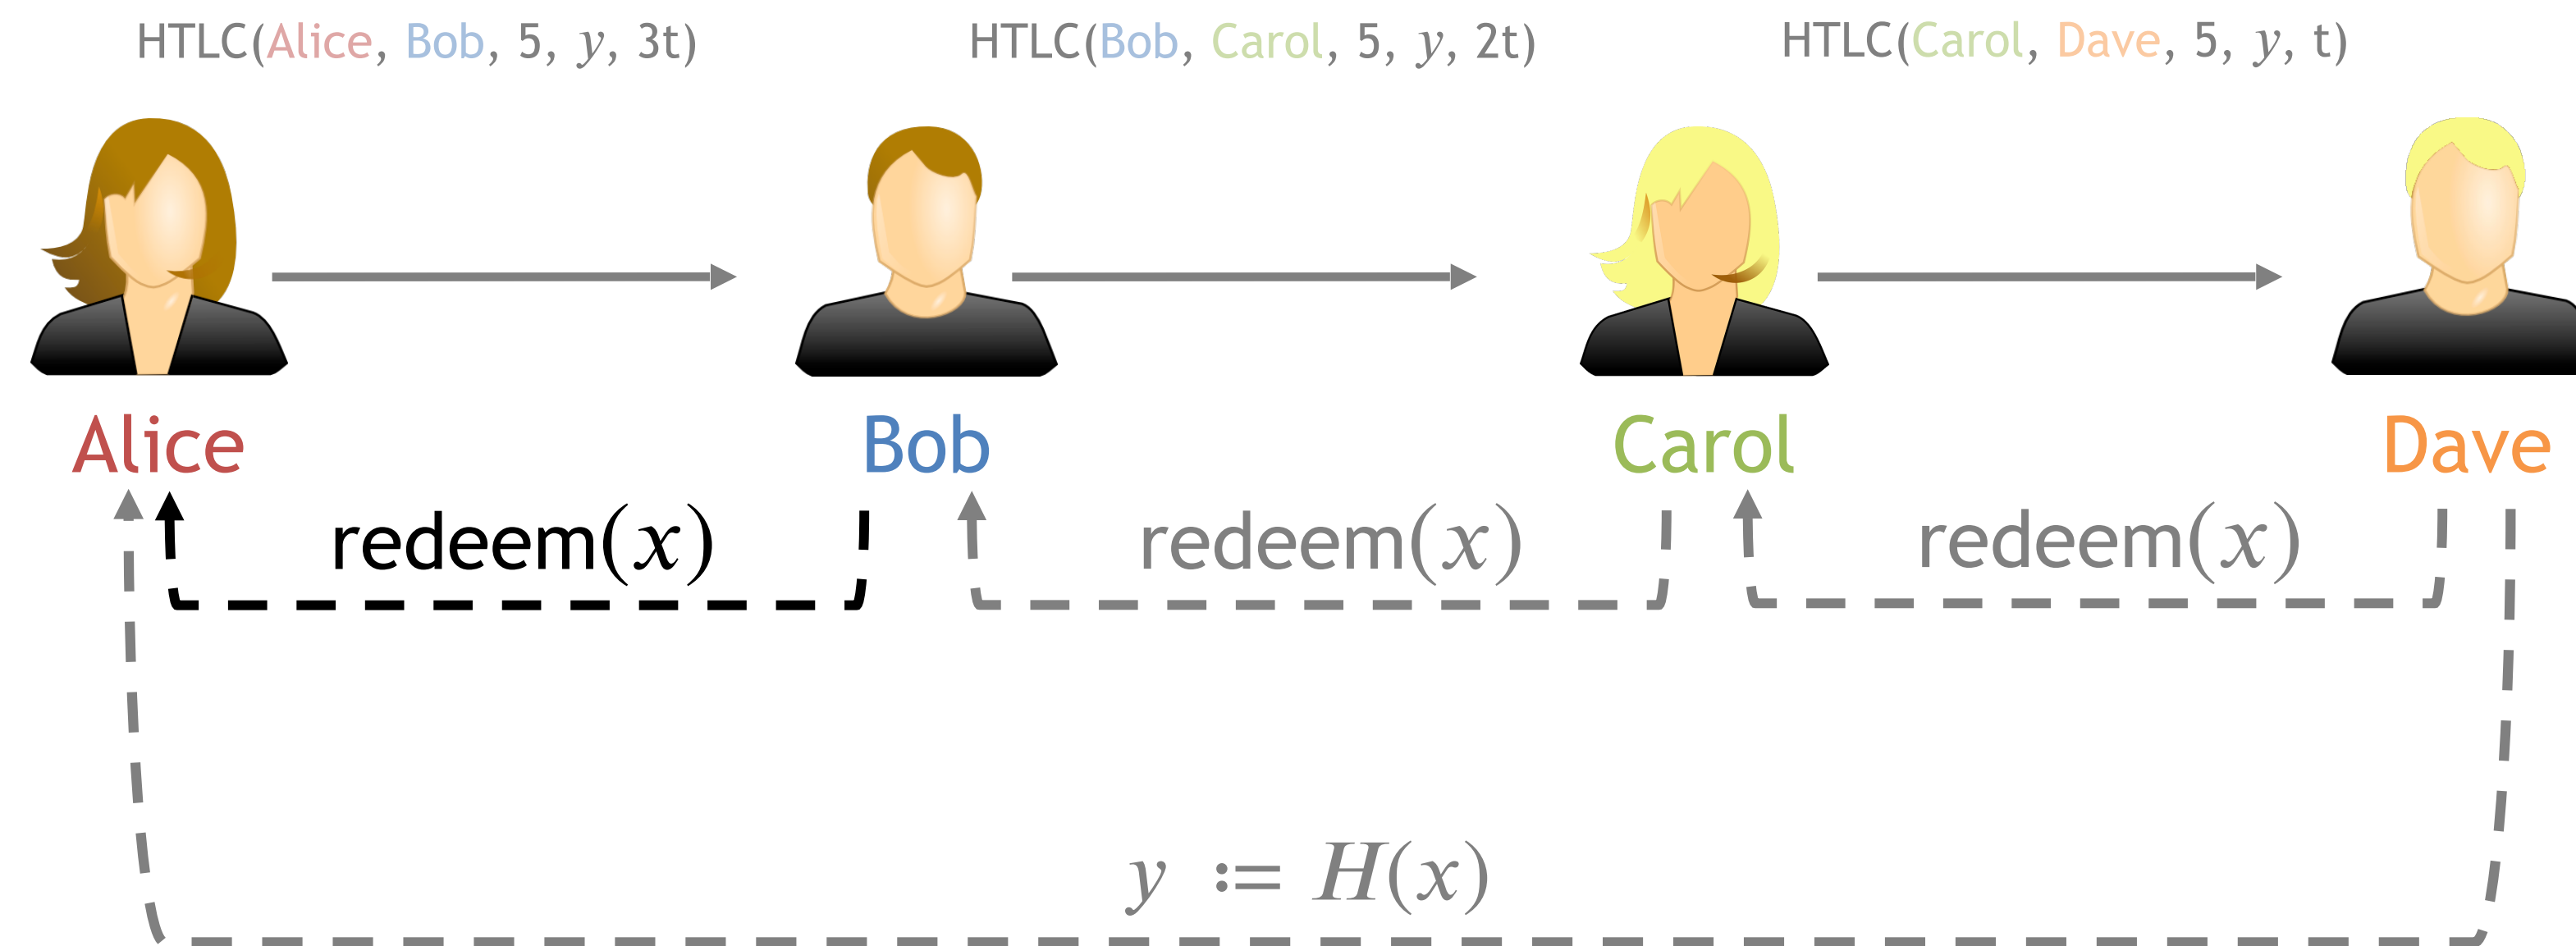 HTLC(Alice, Bob, 5, y, 3t)
HTLC(Bob, Carol, 5, y, 2t)
HTLC(Carol, Dave, 5, y, t)
Alice
Bob
Carol
Dave
redeem(x)
redeem(x)
redeem(x)
y := H(x)